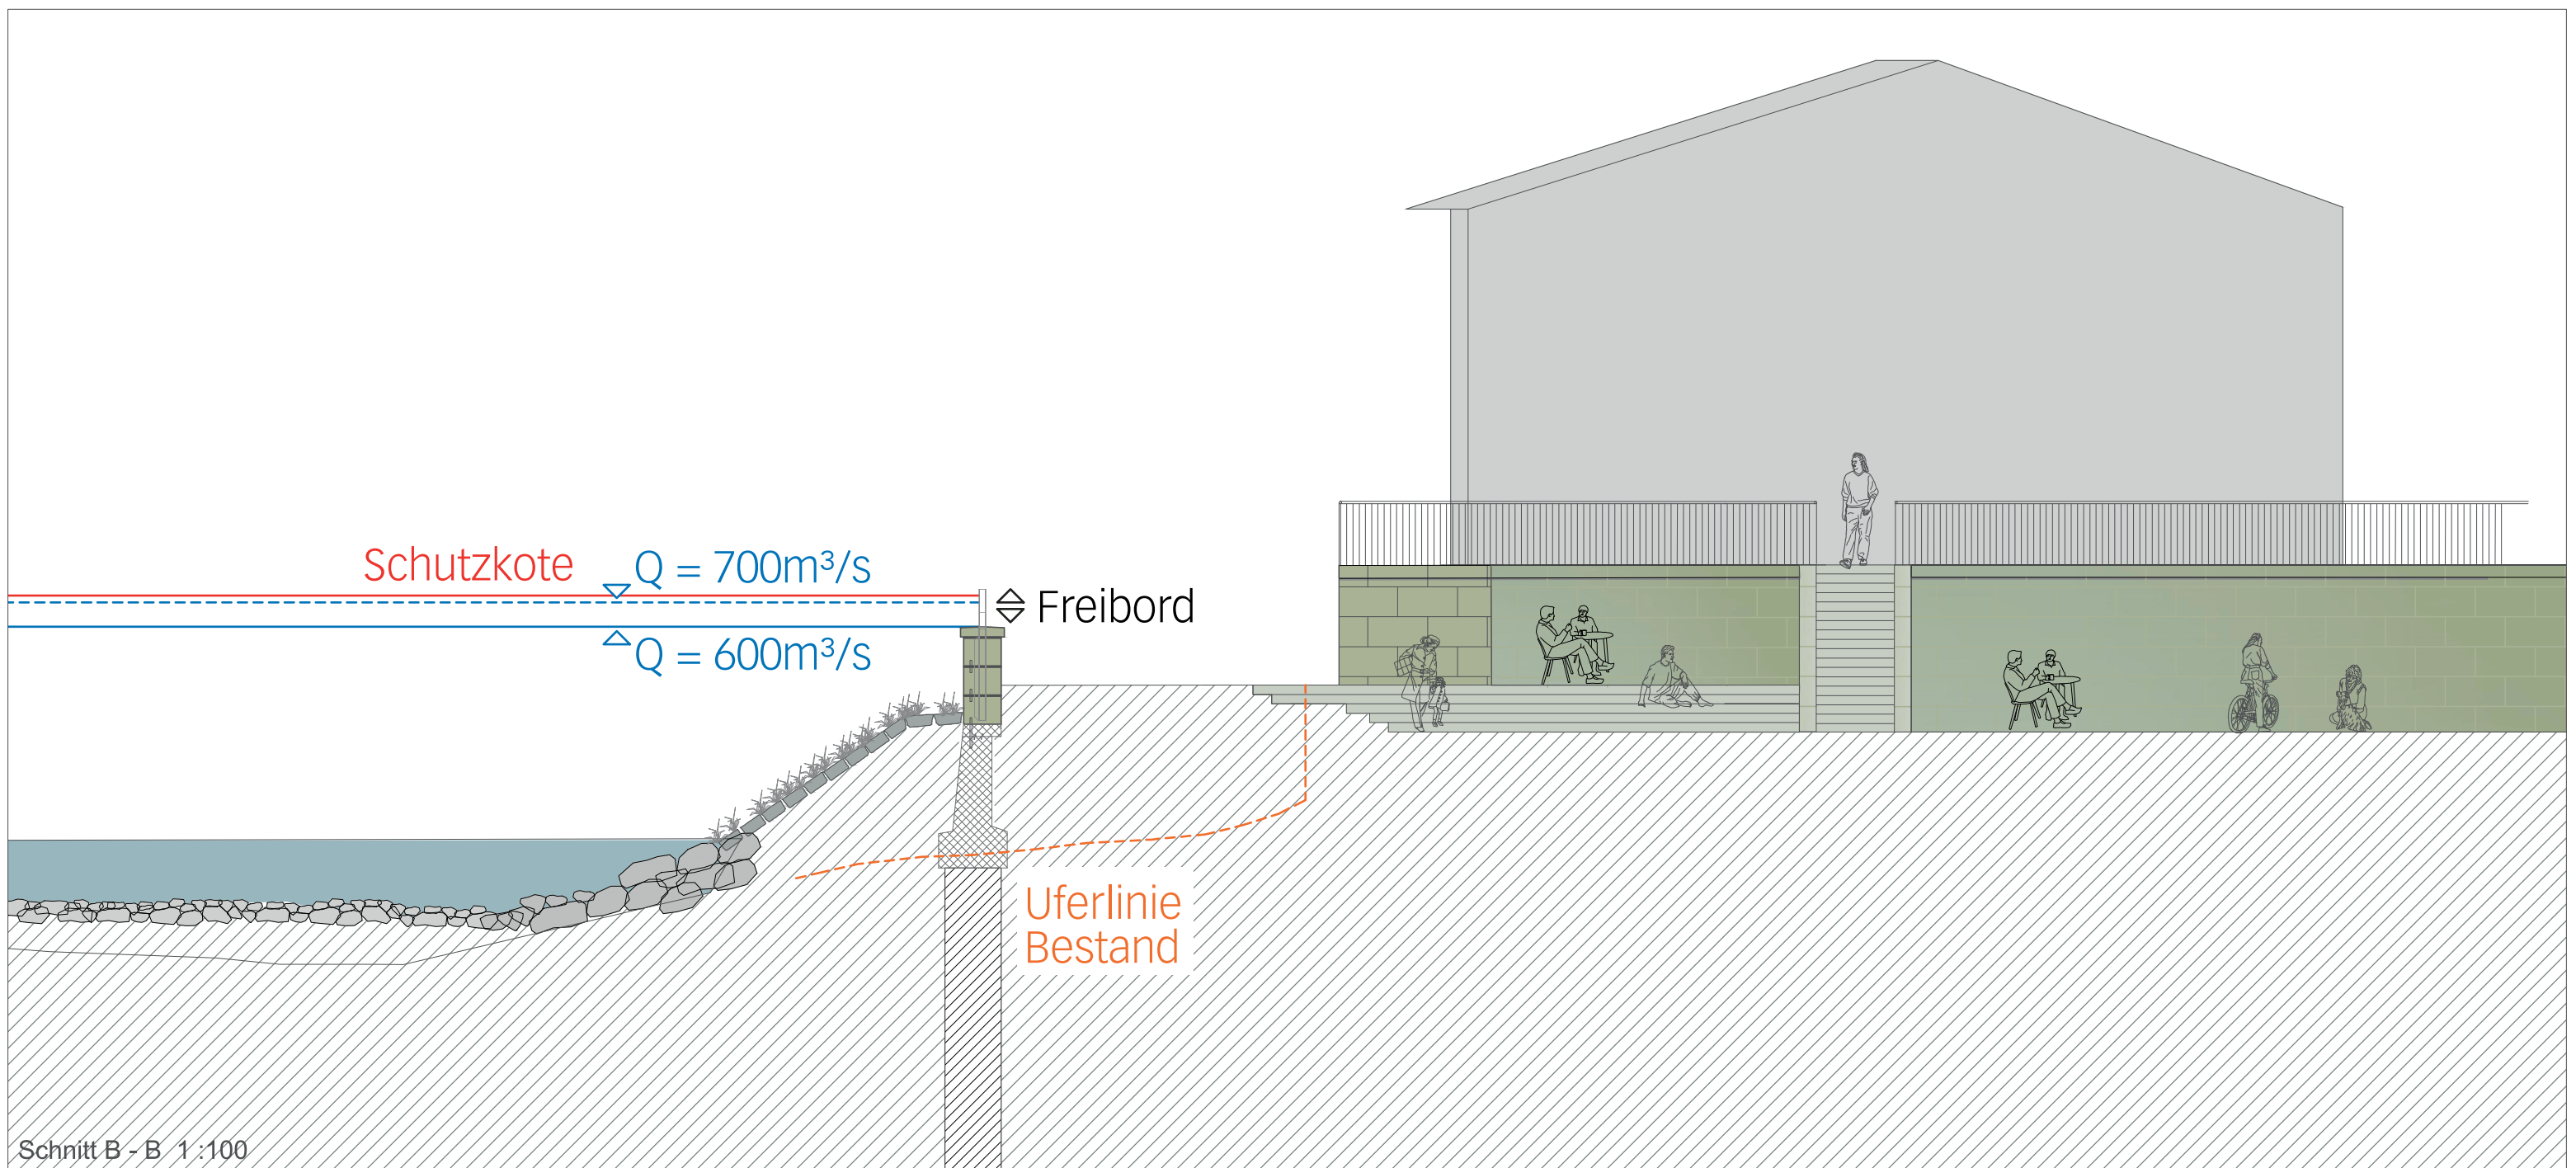 Schutzkote
Q = 700m³/s
Freibord
Q = 600m³/s
Uferlinie
Bestand
Schnitt B - B 1 :100